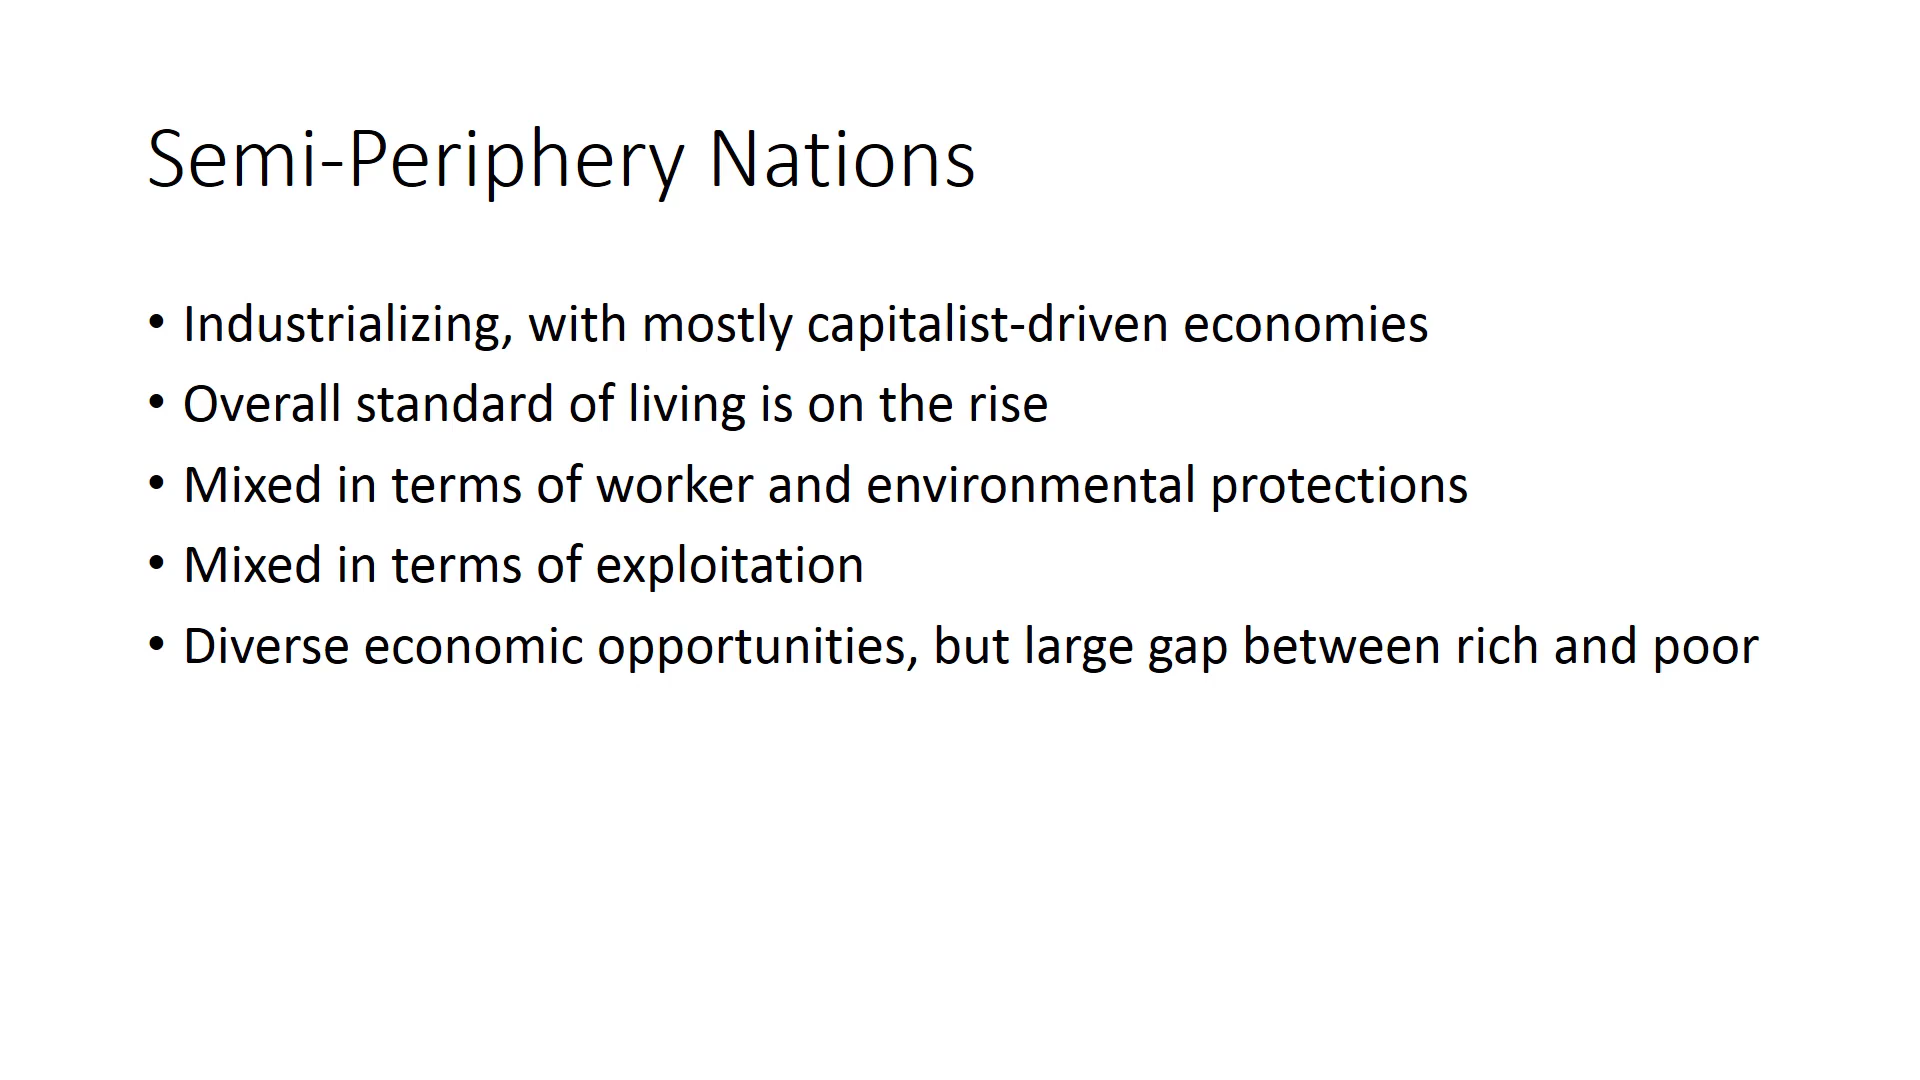 Semi-Periphery Nations
• Industrializing, with mostly capitalist-driven economies
• Overall standard of living is on the rise
• Mixed in terms of worker and environmental protections
• Mixed in terms of exploitation
• Diverse economic opportunities, but large gap between rich and poor